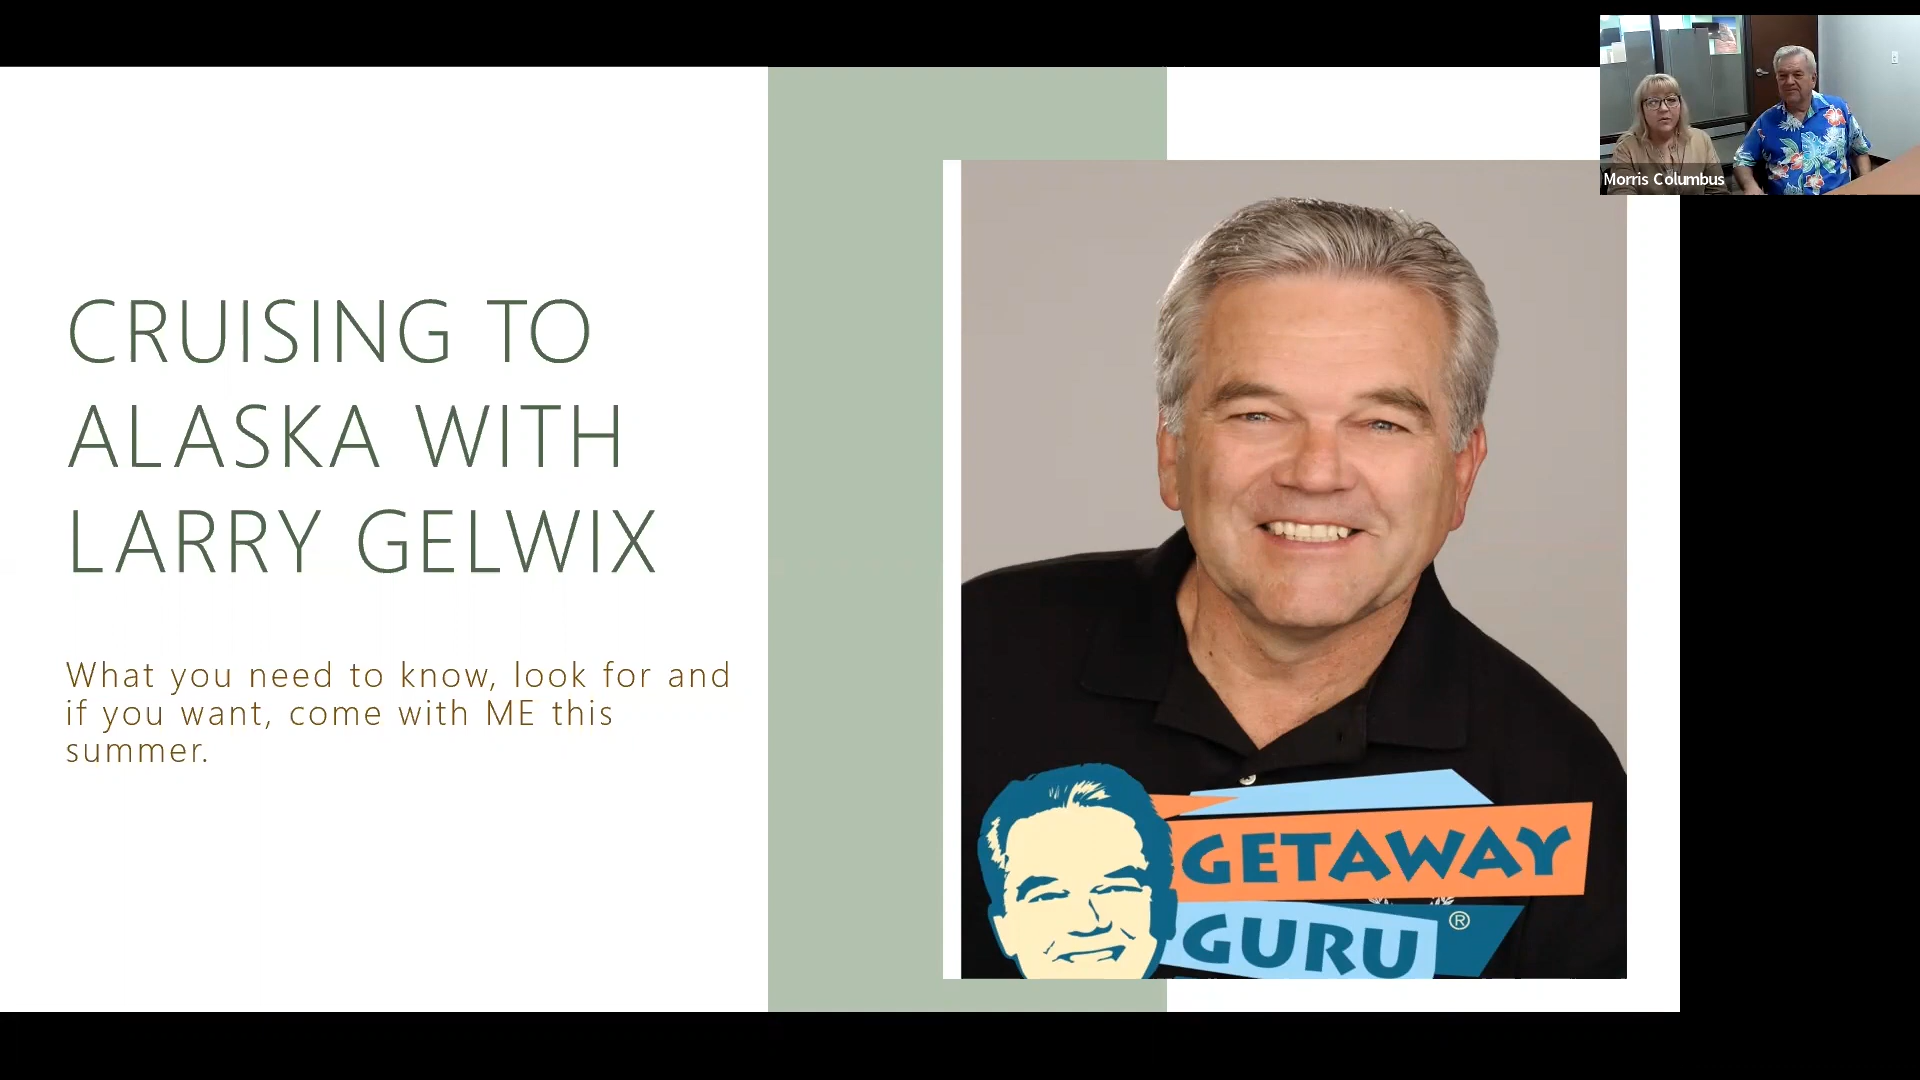 CRUISING TO
ALASKA WITH
LARRY GELWIX
What you need to know, look for and
if you want, come with ME this
summer.
GETAWAY
GURU ®
Morris Columbus